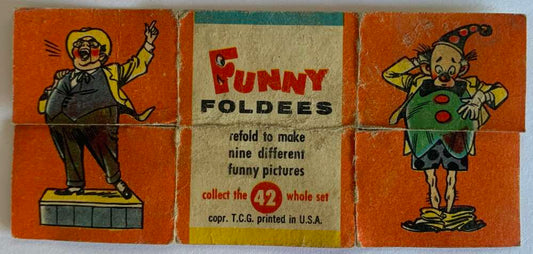 FUNNY
FOLDEES
refold to make
nine different
funny pictures
collect the 42 whole set
copr. T.C.G. printed in U.S.A.